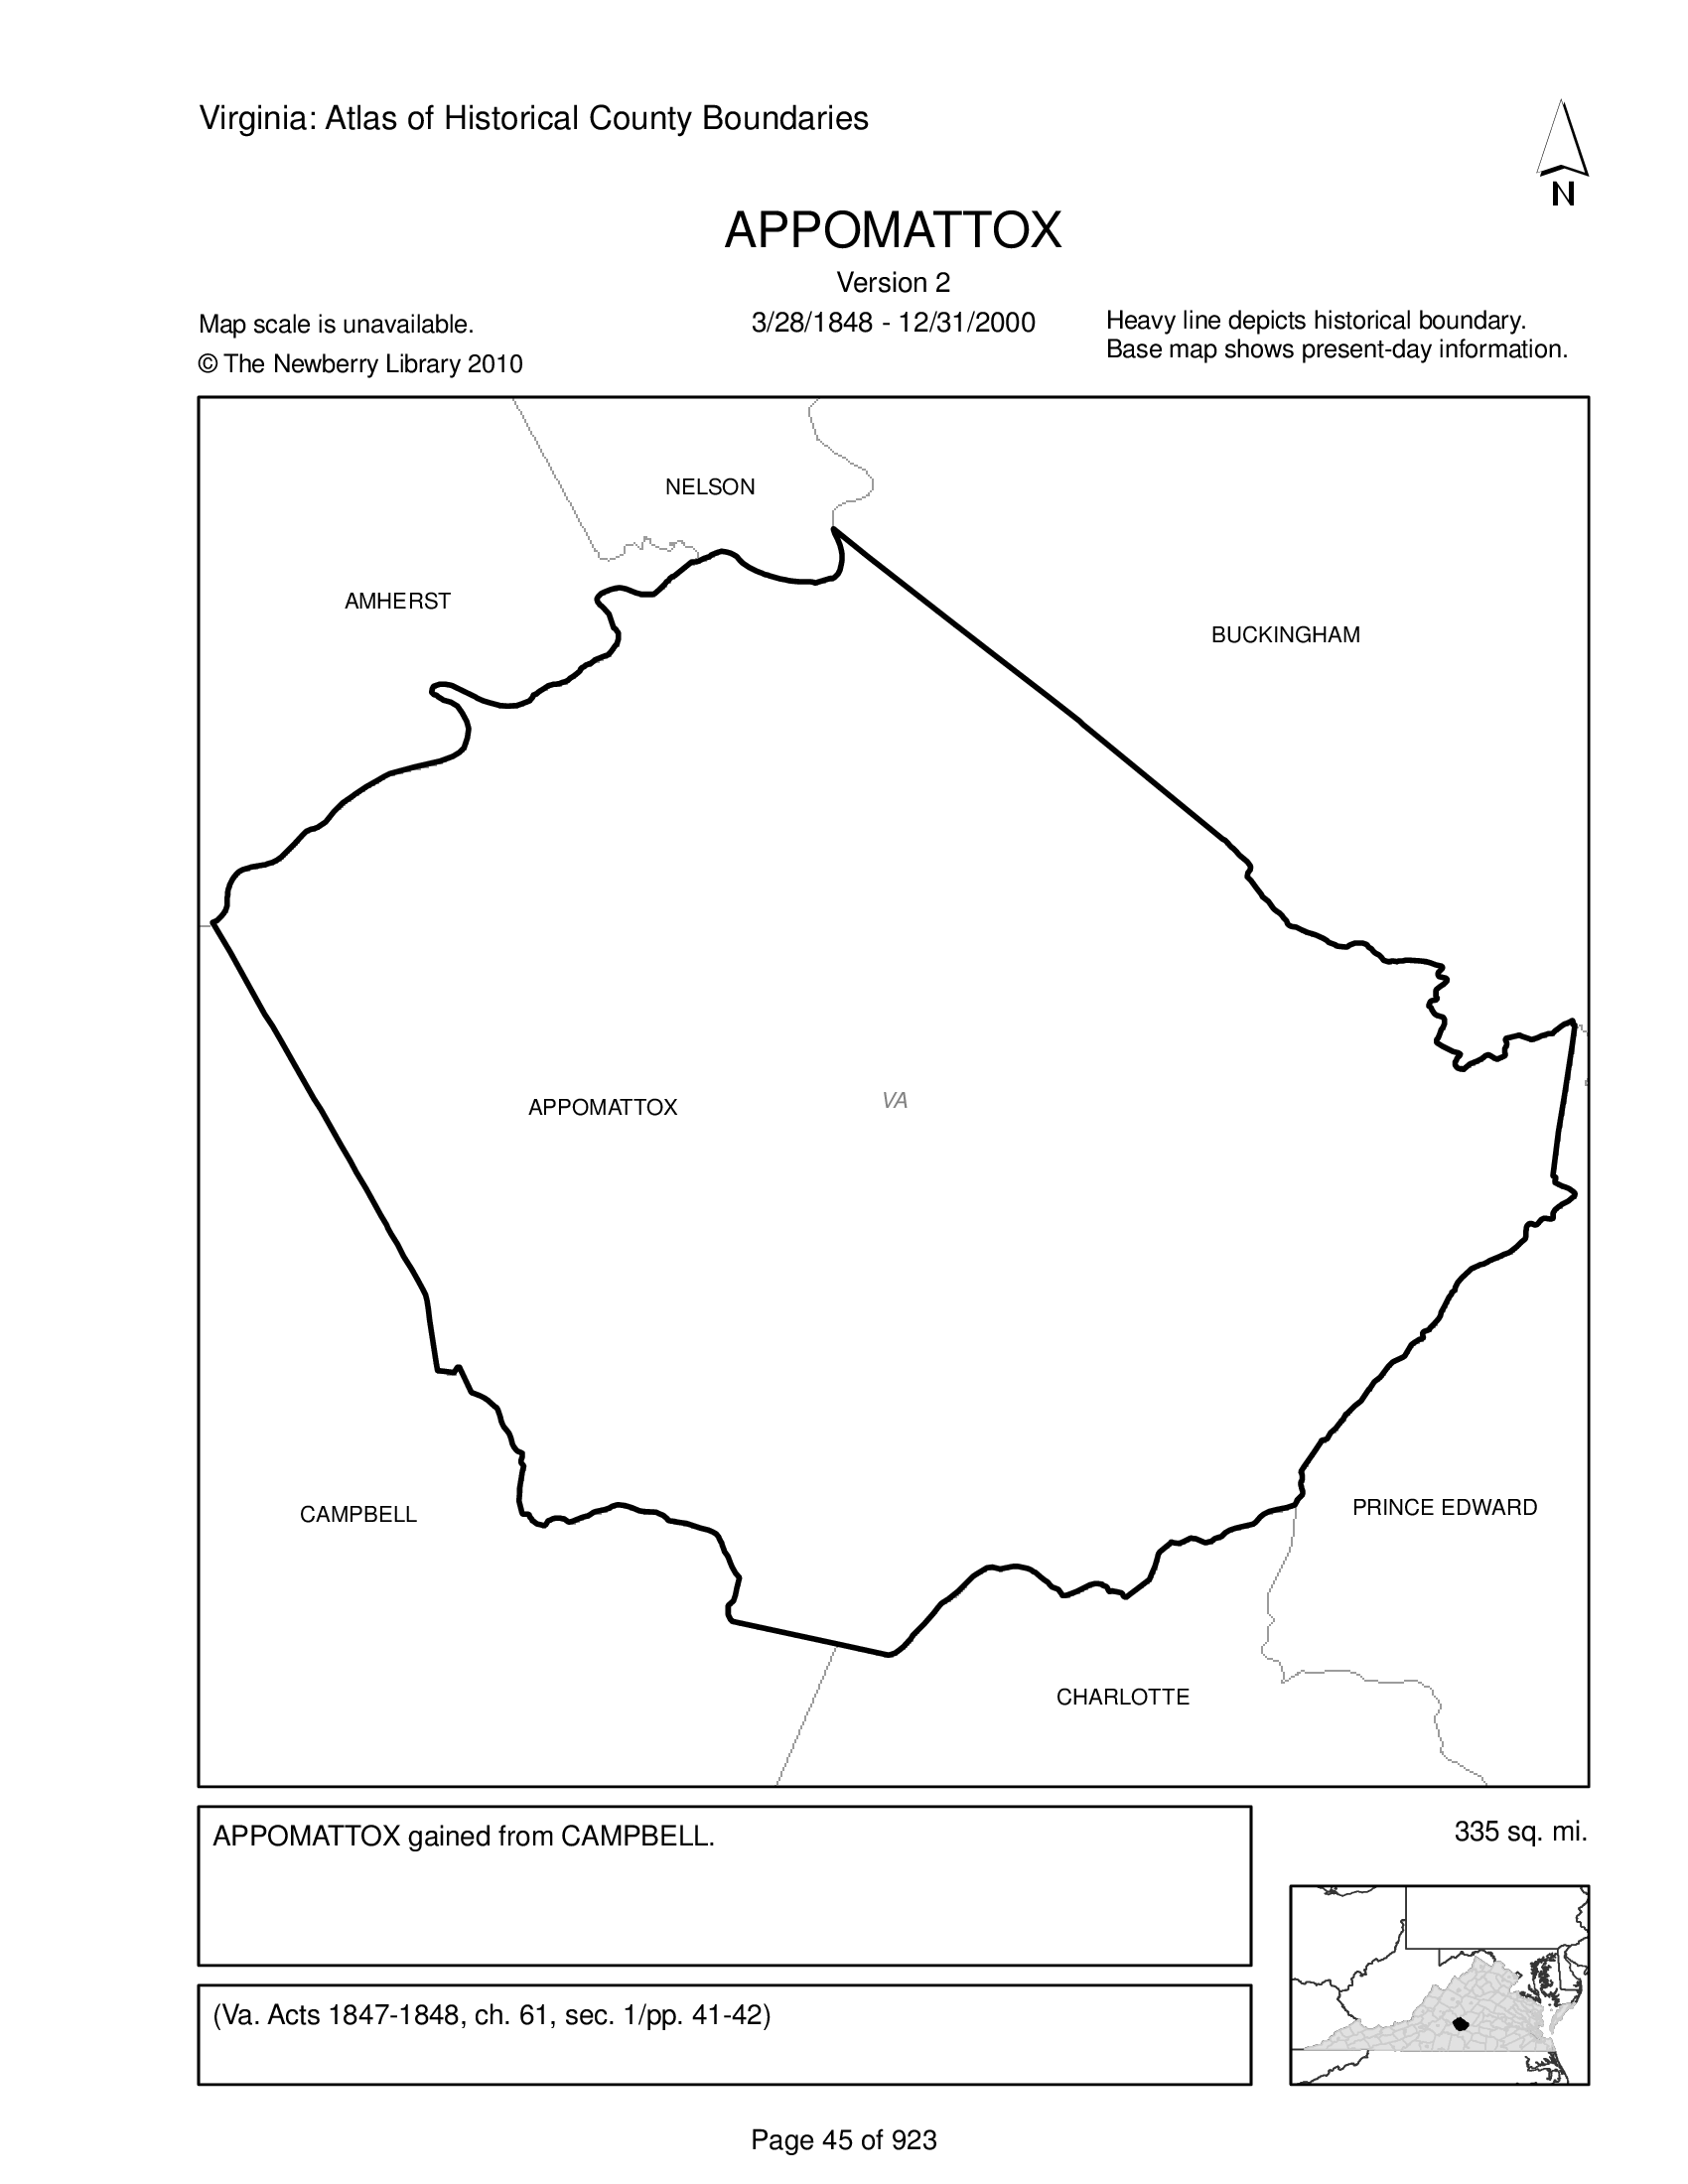 Virginia: Atlas of Historical County Boundaries
N
APPOMATTOX
Version 2
3/28/1848 - 12/31/2000
Map scale is unavailable.
© The Newberry Library 2010
Heavy line depicts historical boundary.
Base map shows present-day information.
NELSON
AMHERST
BUCKINGHAM
APPOMATTOX
VA
CAMPBELL
PRINCE EDWARD
CHARLOTTE
APPOMATTOX gained from CAMPBELL.
335 sq. mi.
(Va. Acts 1847-1848, ch. 61, sec. 1/pp. 41-42)
Page 45 of 923